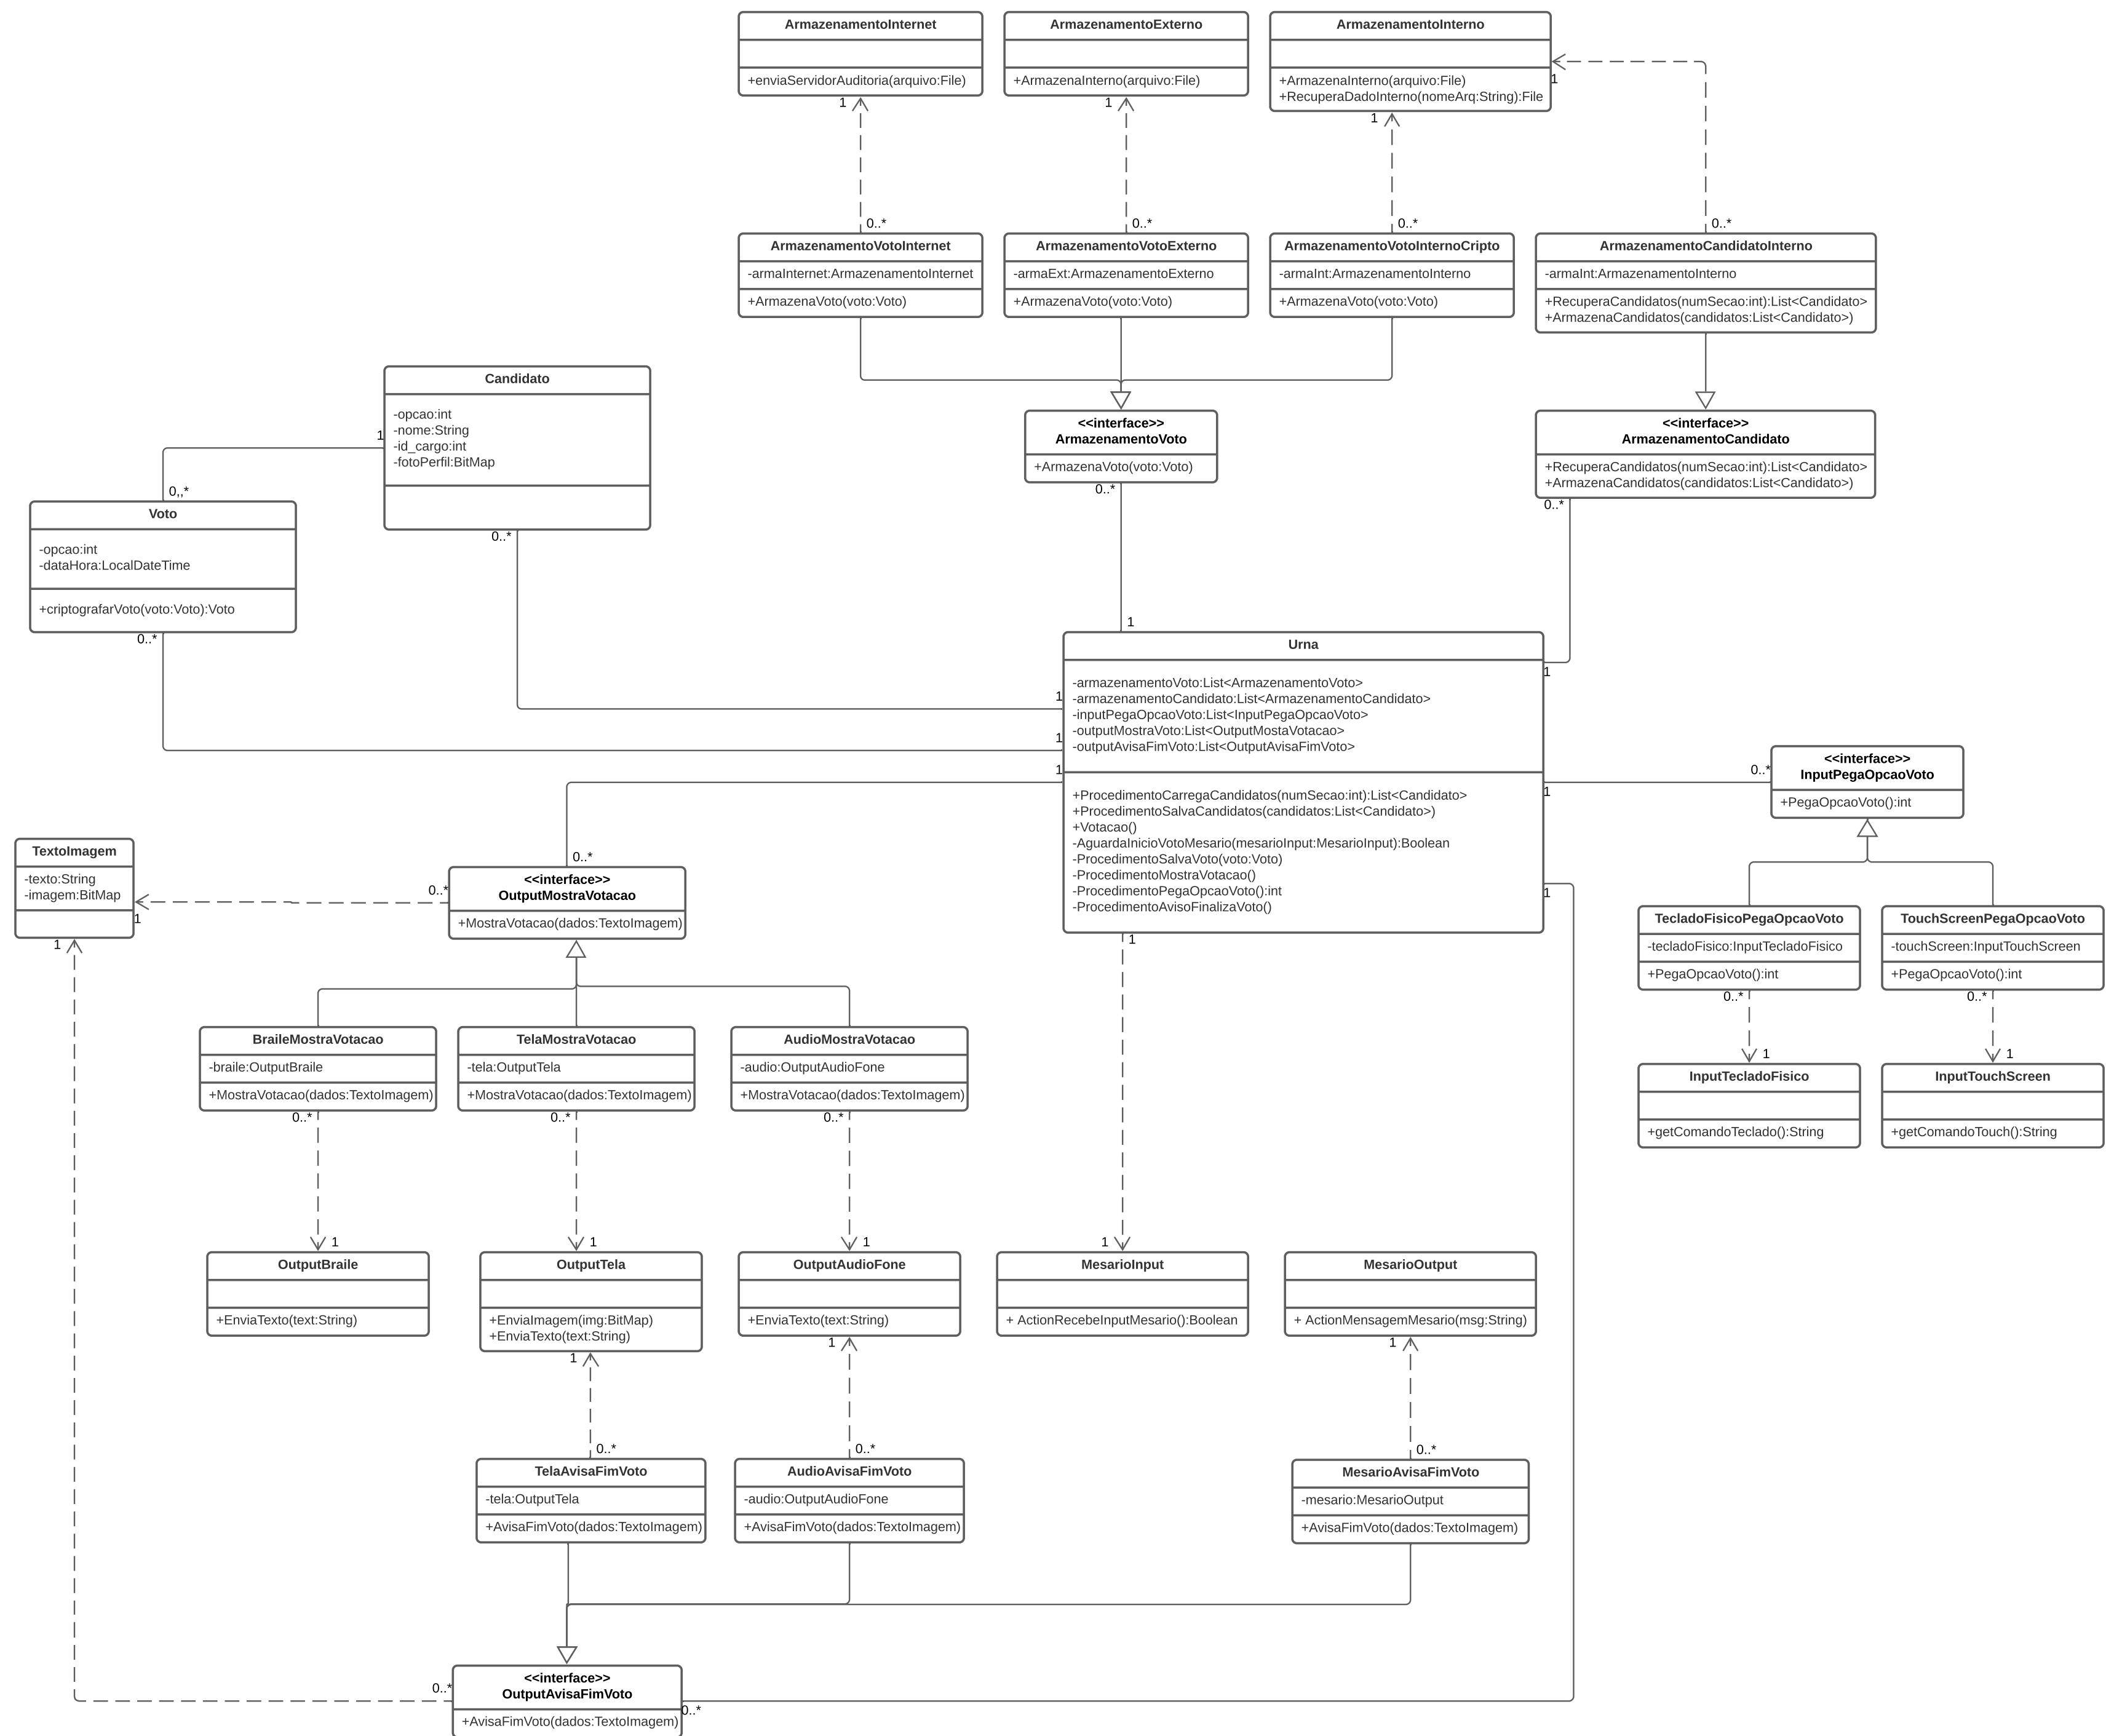 ArmazenamentoInternet
+enviaServidorAuditoria(arquivo:File)
1
ArmazenamentoExterno
+ArmazenaInterno(arquivo:File)
1
ArmazenamentoInterno
+ArmazenaInterno(arquivo:File)
+RecuperaDadoInterno(nomeArq:String):File
1
1
0..*
ArmazenamentoVotoInternet
-armaInternet:ArmazenamentoInternet
+ArmazenaVoto(voto:Voto)
0..*
ArmazenamentoVotoExterno
-armaExt:ArmazenamentoExterno
+ArmazenaVoto(voto:Voto)
0..*
ArmazenamentoVotoInternoCripto
-armaInt:ArmazenamentoInterno
+ArmazenaVoto(voto:Voto)
0..*
ArmazenamentoCandidatoInterno
-armaInt:ArmazenamentoInterno
+RecuperaCandidatos(numSecao:int):List<Candidato>
+ArmazenaCandidatos(candidatos:List<Candidato>)
Candidato
-opcao:int
-nome:String
-id_cargo:int
-fotoPerfil:BitMap
1
0..*
<<interface>>
ArmazenamentoVoto
+ArmazenaVoto(voto:Voto)
0..*
1
<<interface>>
ArmazenamentoCandidato
+RecuperaCandidatos(numSecao:int):List<Candidato>
+ArmazenaCandidatos(candidatos:List<Candidato>)
0..*
1
0,,*
Voto
-opcao:int
-dataHora:LocalDateTime
+criptografarVoto(voto:Voto):Voto
0..*
Urna
-armazenamentoVoto:List<ArmazenamentoVoto>
-armazenamentoCandidato:List<ArmazenamentoCandidato>
-inputPegaOpcaoVoto:List<InputPegaOpcaoVoto>
-outputMostraVoto:List<OutputMostaVotacao>
-outputAvisaFimVoto:List<OutputAvisaFimVoto>
+ProcedimentoCarregaCandidatos(numSecao:int):List<Candidato>
+ProcedimentoSalvaCandidatos(candidatos:List<Candidato>)
+Votacao()
-AguardaInicioVotoMesario(mesarioInput:MesarioInput):Boolean
-ProcedimentoSalvaVoto(voto:Voto)
-ProcedimentoMostraVotacao()
-ProcedimentoPegaOpcaoVoto():int
-ProcedimentoAvisoFinalizaVoto()
1
1
1
1
1
1
0..*
<<interface>>
InputPegaOpcaoVoto
+PegaOpcaoVoto():int
TextoImagem
-texto:String
-imagem:BitMap
1
1
0..*
0..*
<<interface>>
OutputMostraVotacao
+MostraVotacao(dados:TextoImagem)
TecladoFisicoPegaOpcaoVoto
-tecladoFisico:InputTecladoFisico
+PegaOpcaoVoto():int
0..*
1
TouchScreenPegaOpcaoVoto
-touchScreen:InputTouchScreen
+PegaOpcaoVoto():int
0..*
1
BraileMostraVotacao
-braile:OutputBraile
+MostraVotacao(dados:TextoImagem)
0..*
1
TelaMostraVotacao
-tela:OutputTela
+MostraVotacao(dados:TextoImagem)
0..*
1
AudioMostraVotacao
-audio:OutputAudioFone
+MostraVotacao(dados:TextoImagem)
0..*
1
InputTecladoFisico
+getComandoTeclado():String
InputTouchScreen
+getComandoTouch():String
OutputBraile
+EnviaTexto(text:String)
OutputTela
+EnviaImagem(img:BitMap)
+EnviaTexto(text:String)
1
OutputAudioFone
+EnviaTexto(text:String)
1
1
MesarioInput
+ ActionRecebeInputMesario():Boolean
MesarioOutput
+ ActionMensagemMesario(msg:String)
1
0..*
TelaAvisaFimVoto
-tela:OutputTela
+AvisaFimVoto(dados:TextoImagem)
0..*
AudioAvisaFimVoto
-audio:OutputAudioFone
+AvisaFimVoto(dados:TextoImagem)
0..*
MesarioAvisaFimVoto
-mesario:MesarioOutput
+AvisaFimVoto(dados:TextoImagem)
0..*
<<interface>>
OutputAvisaFimVoto
+AvisaFimVoto(dados:TextoImagem)
0..*